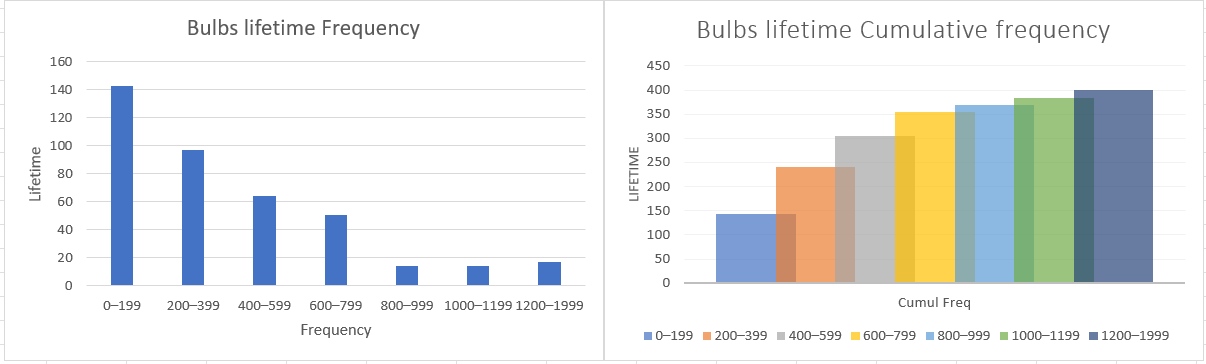 Bulbs lifetime Frequency
160
140
120
100
80
60
40
20
0
Lifetime
0–199 200–399 400–599 600–799 800–999 1000–1199 1200–1999
Frequency
Bulbs lifetime Cumulative frequency
450
400
350
300
250
200
150
100
50
0
LIFETIME
Cumul Freq
0–199 200–399 400–599 600–799 800–999 1000–1199 1200–1999